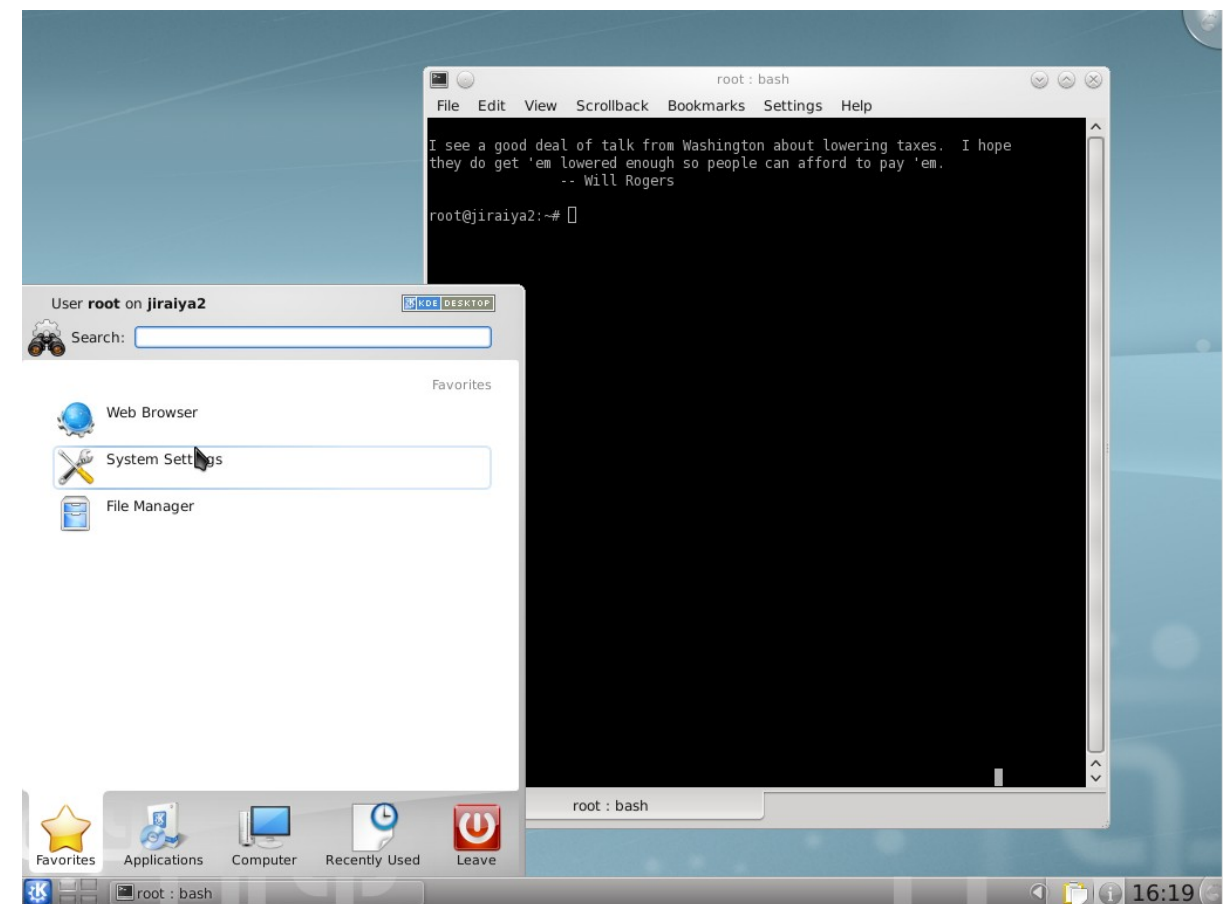 root : bash
File Edit View Scrollback Bookmarks Settings Help
I see a good deal of talk from Washington about lowering taxes.  I hope
they do get 'em lowered enough so people can afford to pay 'em.
-- Will Rogers
root@jiraiya2:~#
User root on jiraiya2
KDE DESKTOP
Search:
Favorites
Web Browser
System Settings
File Manager
root : bash
Favorites Applications Computer Recently Used Leave
root : bash
16:19